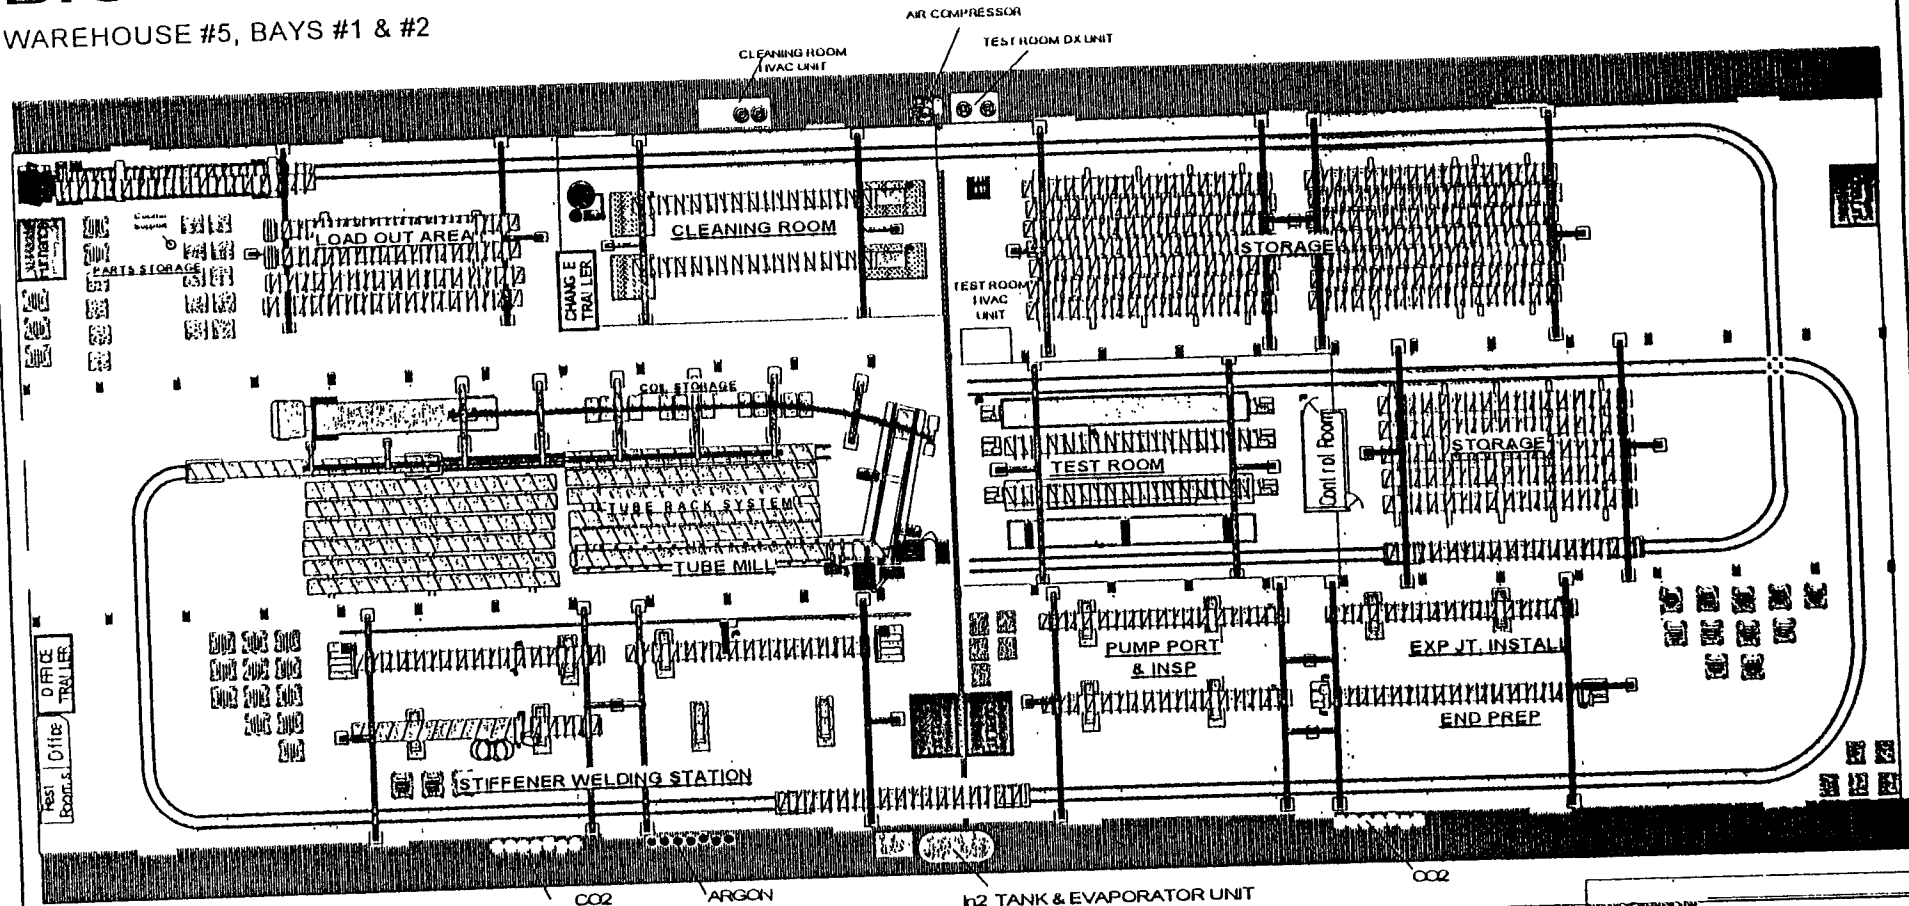 WAREHOUSE #5, BAYS #1 & #2
AIR COMPRESSOR
CLEANING ROOM
HVAC UNIT
TEST ROOM DX UNIT
LOAD OUT AREA
PARTS STORAGE
CHANGE
TRAILER
CLEANING ROOM
TEST ROOM
HVAC
UNIT
STORAGE
COIL STORAGE
TUBE RACK SYSTEM
TUBE MILL
TEST ROOM
Control Room
STORAGE
OFFICE
TRAILER
Rest
Rooms
Office
PUMP PORT
& INSP
EXP JT. INSTALL
END PREP
STIFFENER WELDING STATION
CO2
ARGON
ln2 TANK & EVAPORATOR UNIT
CO2